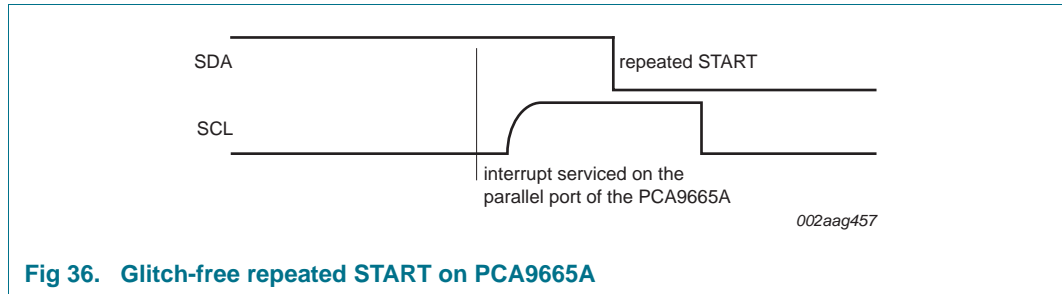 SDA
repeated START
SCL
interrupt serviced on the
parallel port of the PCA9665A
002aag457
Fig 36. Glitch-free repeated START on PCA9665A